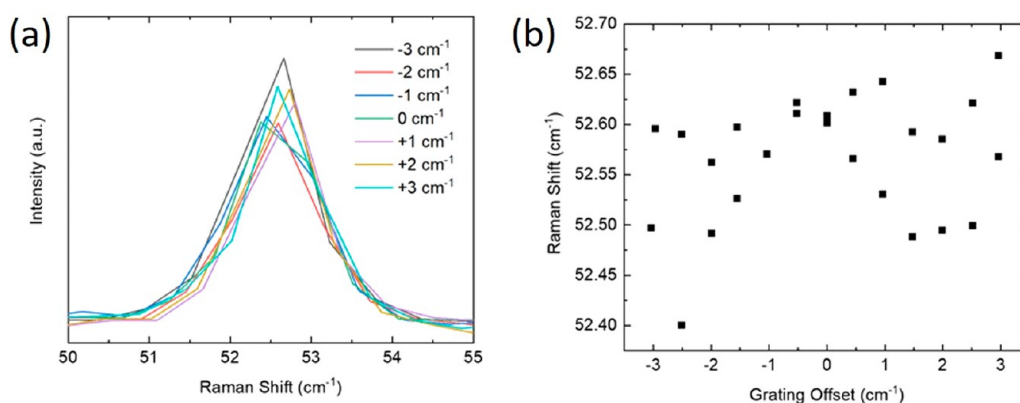 (a)
Intensity (a.u.)
-3 cm⁻¹
-2 cm⁻¹
-1 cm⁻¹
0 cm⁻¹
+1 cm⁻¹
+2 cm⁻¹
+3 cm⁻¹
50 51 52 53 54 55
Raman Shift (cm⁻¹)
(b)
Raman Shift (cm⁻¹)
52.70
52.65
52.60
52.55
52.50
52.45
52.40
-3 -2 -1 0 1 2 3
Grating Offset (cm⁻¹)